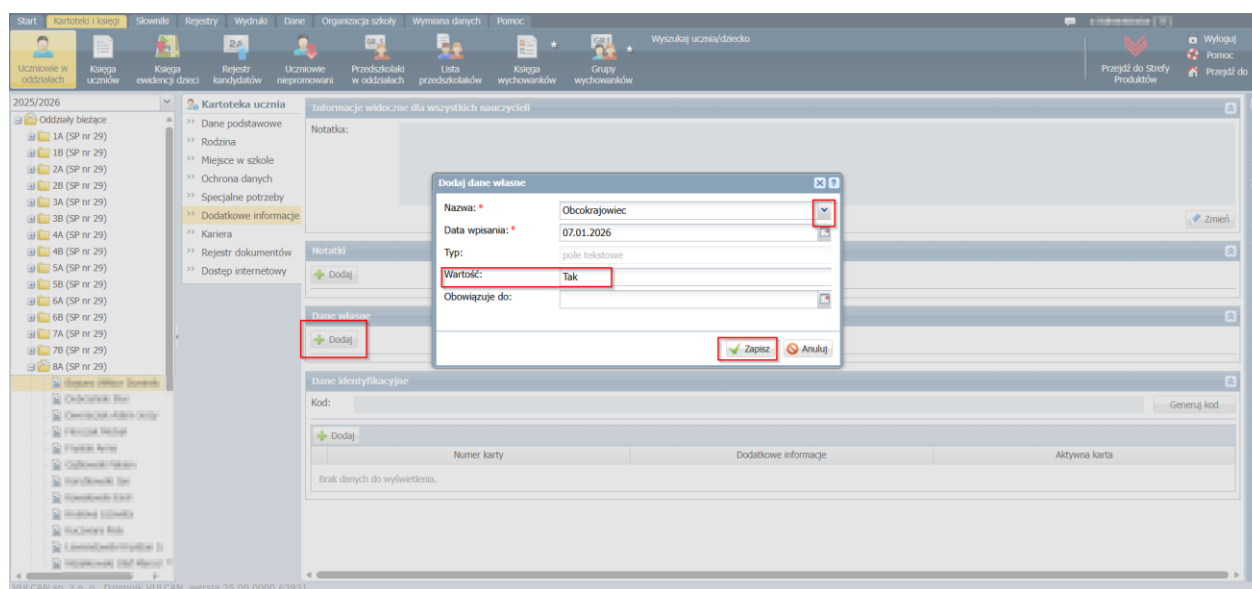 Start Kartoteki i księgi Słowniki Rejestry Wydruki Dane Organizacja szkoły Wymiana danych Pomoc
Uczniowie w oddziałach
Księga uczniów
Księga ewidencji dzieci
Rejestr kandydatów
Uczniowie niepromowani
Przedszkolaki w oddziałach
Lista przedszkolaków
Księga wychowanków
Grupy wychowanków
Wyszukaj ucznia/dziecko
Przejdź do Strefy Produktów
Wyloguj
Pomoc
Przejdź do
2025/2026
Oddziały bieżące
1A (SP nr 29)
1B (SP nr 29)
2A (SP nr 29)
2B (SP nr 29)
3A (SP nr 29)
3B (SP nr 29)
4A (SP nr 29)
4B (SP nr 29)
5A (SP nr 29)
5B (SP nr 29)
6A (SP nr 29)
6B (SP nr 29)
7A (SP nr 29)
7B (SP nr 29)
8A (SP nr 29)
Kartoteka ucznia
Dane podstawowe
Rodzina
Miejsce w szkole
Ochrona danych
Specjalne potrzeby
Dodatkowe informacje
Kariera
Rejestr dokumentów
Dostęp internetowy
Informacje widoczne dla wszystkich nauczycieli
Notatka:
Zmień
Notatki
Dodaj
Dane własne
Dodaj
Dodaj dane własne
Nazwa: * Obcokrajowiec
Data wpisania: * 07.01.2026
Typ: pole tekstowe
Wartość: Tak
Obowiązuje do:
Zapisz Anuluj
Dane identyfikacyjne
Kod: Generuj kod
Dodaj
Numer karty Dodatkowe informacje Aktywna karta
Brak danych do wyświetlenia.